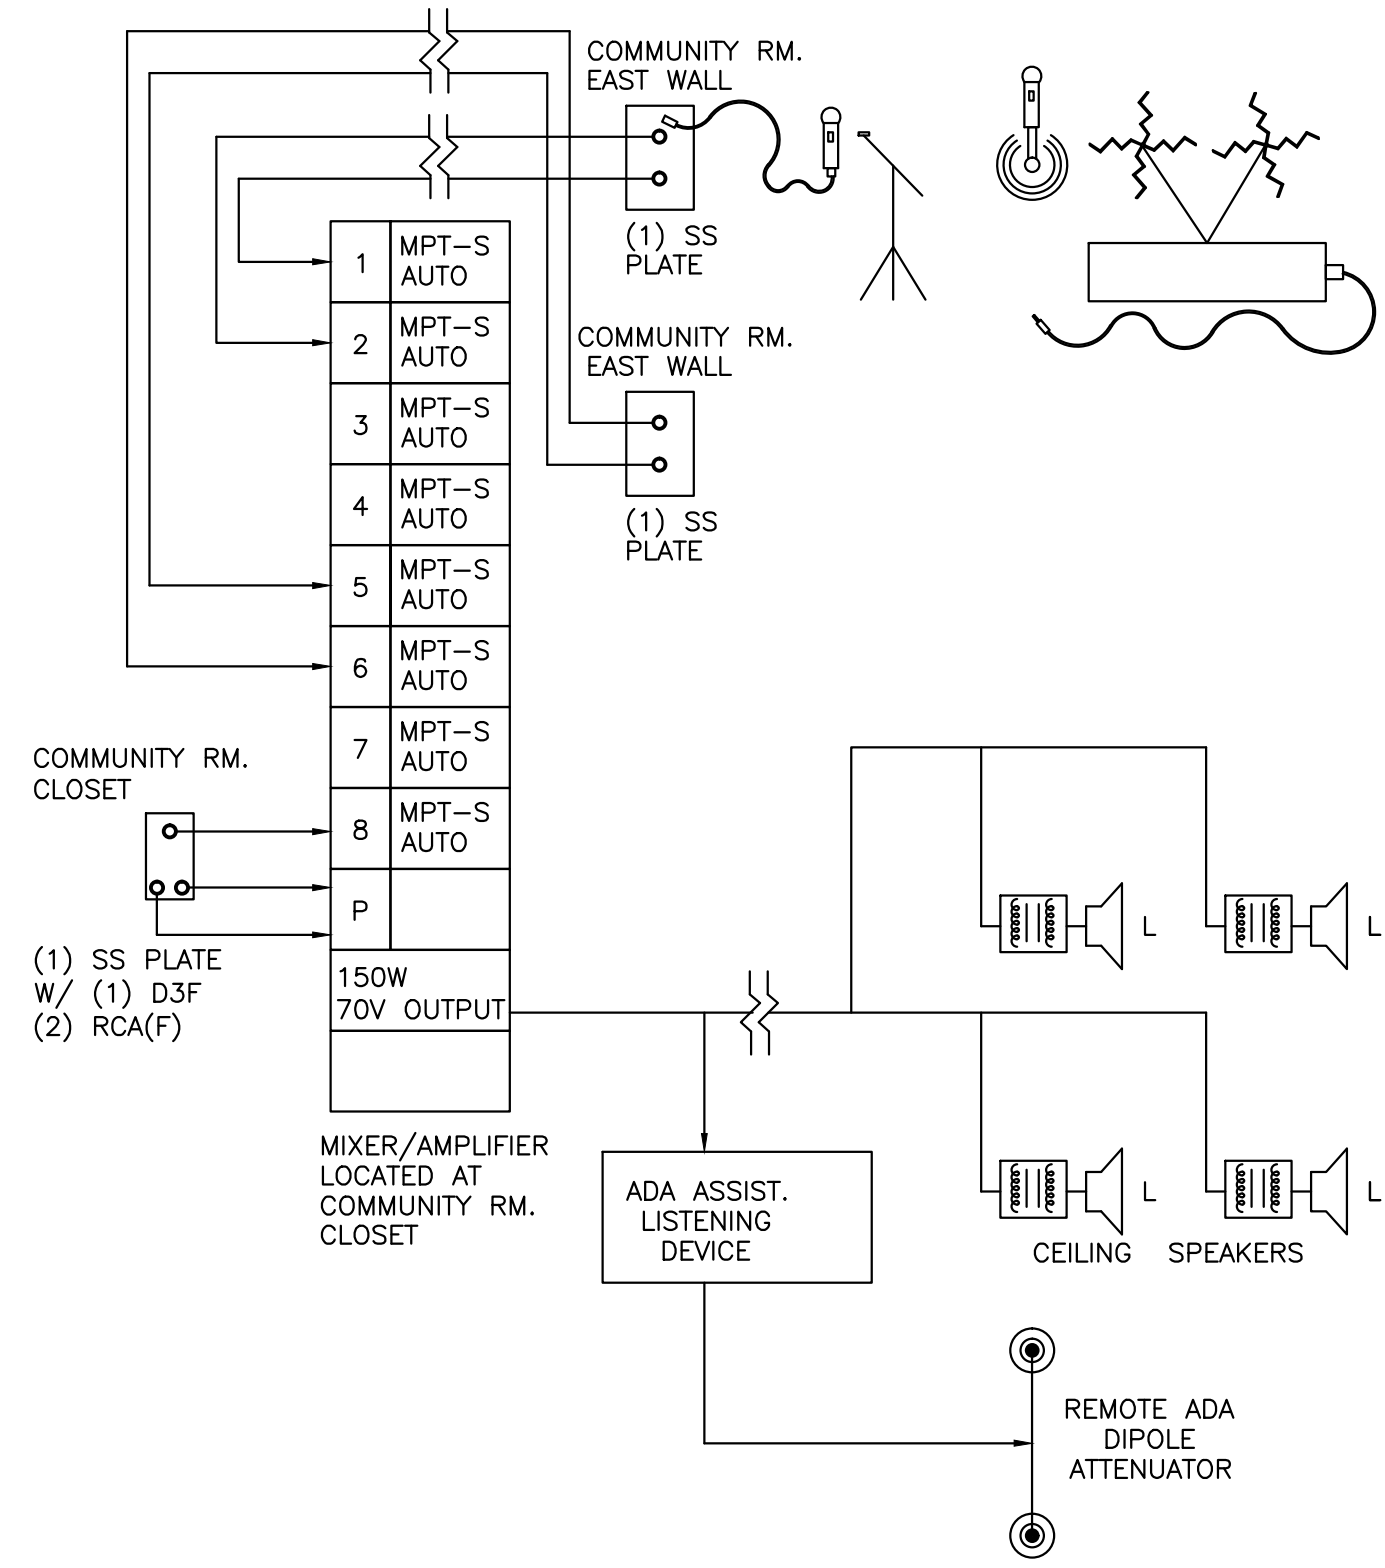 COMMUNITY RM.
EAST WALL
(1) SS
PLATE
COMMUNITY RM.
EAST WALL
(1) SS
PLATE
1 MPT-S
AUTO
2 MPT-S
AUTO
3 MPT-S
AUTO
4 MPT-S
AUTO
5 MPT-S
AUTO
6 MPT-S
AUTO
7 MPT-S
AUTO
8 MPT-S
AUTO
P
150W
70V OUTPUT
COMMUNITY RM.
CLOSET
(1) SS PLATE
W/ (1) D3F
(2) RCA(F)
MIXER/AMPLIFIER
LOCATED AT
COMMUNITY RM.
CLOSET
L
L
L
L
CEILING SPEAKERS
ADA ASSIST.
LISTENING
DEVICE
REMOTE ADA
DIPOLE
ATTENUATOR